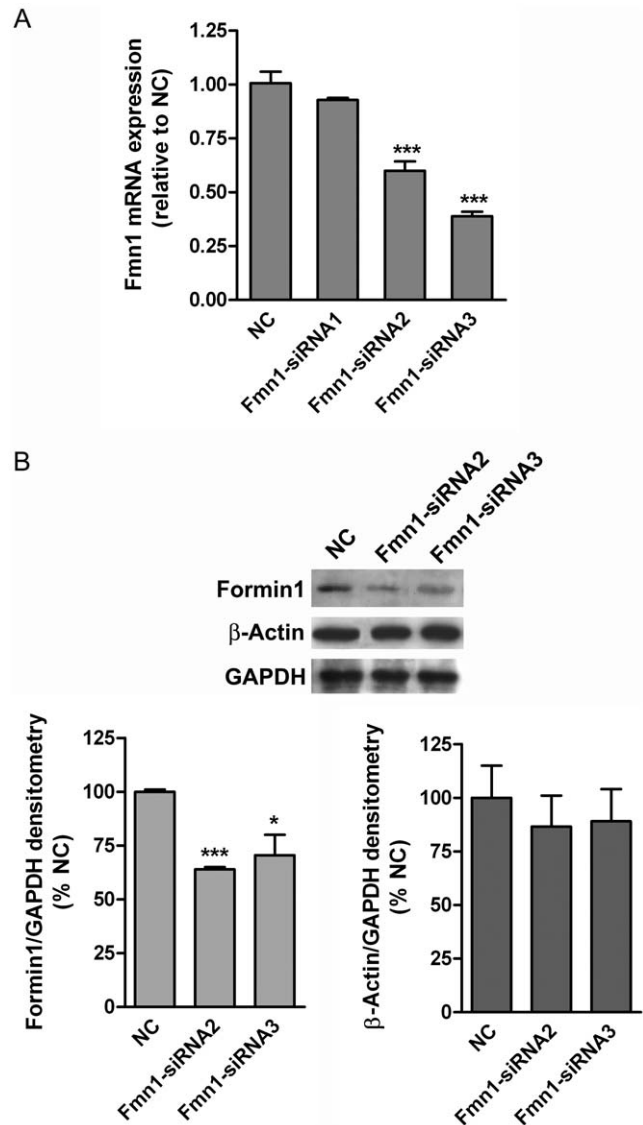 A
Fmn1 mRNA expression
(relative to NC)
1.25
1.00
0.75
0.50
0.25
0.00
***
***
NC
Fmn1-siRNA1
Fmn1-siRNA2
Fmn1-siRNA3
B
NC
Fmn1-siRNA2
Fmn1-siRNA3
Formin1
β-Actin
GAPDH
Formin1/GAPDH densitometry
(% NC)
125
100
75
50
25
0
***
*
NC
Fmn1-siRNA2
Fmn1-siRNA3
β-Actin/GAPDH densitometry
(% NC)
125
100
75
50
25
0
NC
Fmn1-siRNA2
Fmn1-siRNA3